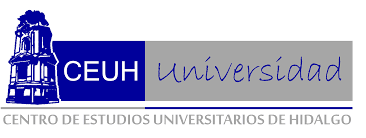 CEUH Universidad
CENTRO DE ESTUDIOS UNIVERSITARIOS DE HIDALGO